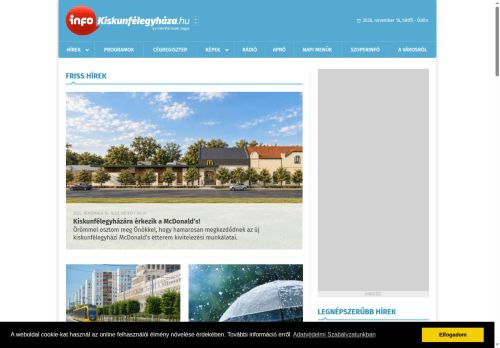 info Kiskunfélegyháza.hu
2026, november 16, hétfő - Ödön
HÍREK
PROGRAMOK
CÉGREGISZTER
KÉPEK
RÁDIÓ
APRÓ
NAPI MENÜK
SZUPERINFÓ
A VÁROSRÓL
FRISS HÍREK
Kiskunfélegyházára érkezik a McDonald's!
Örömmel osztom meg Önökkel, hogy hamarosan megkezdődnek az új
kiskunfélegyházi McDonald's étterem kivitelezési munkálatai.
LEGNÉPSZERŰBB HÍREK
A weboldal cookie-kat használ az online felhasználói élmény növelése érdekében. További információ erről Adatvédelmi Szabályzatunkban
Elfogadom